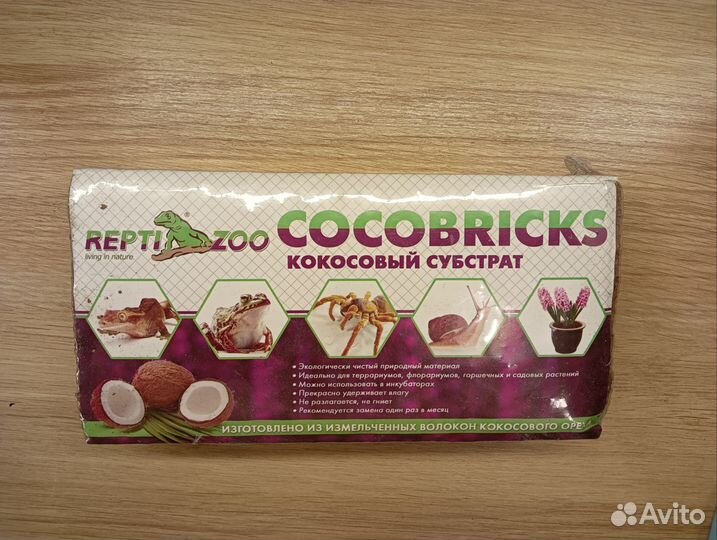 REPTI ZOO
®
living in nature
COCOBRICKS
КОКОСОВЫЙ СУБСТРАТ
• Экологически чистый природный материал
• Идеально для террариумов, флорариумов, горшечных и садовых растений
• Можно использовать в инкубаторах
• Прекрасно удерживает влагу
• Не разлагается, не гниет
• Рекомендуется замена один раз в месяц
ИЗГОТОВЛЕНО ИЗ ИЗМЕЛЬЧЕННЫХ ВОЛОКОН КОКОСОВОГО ОРЕХА
Avito